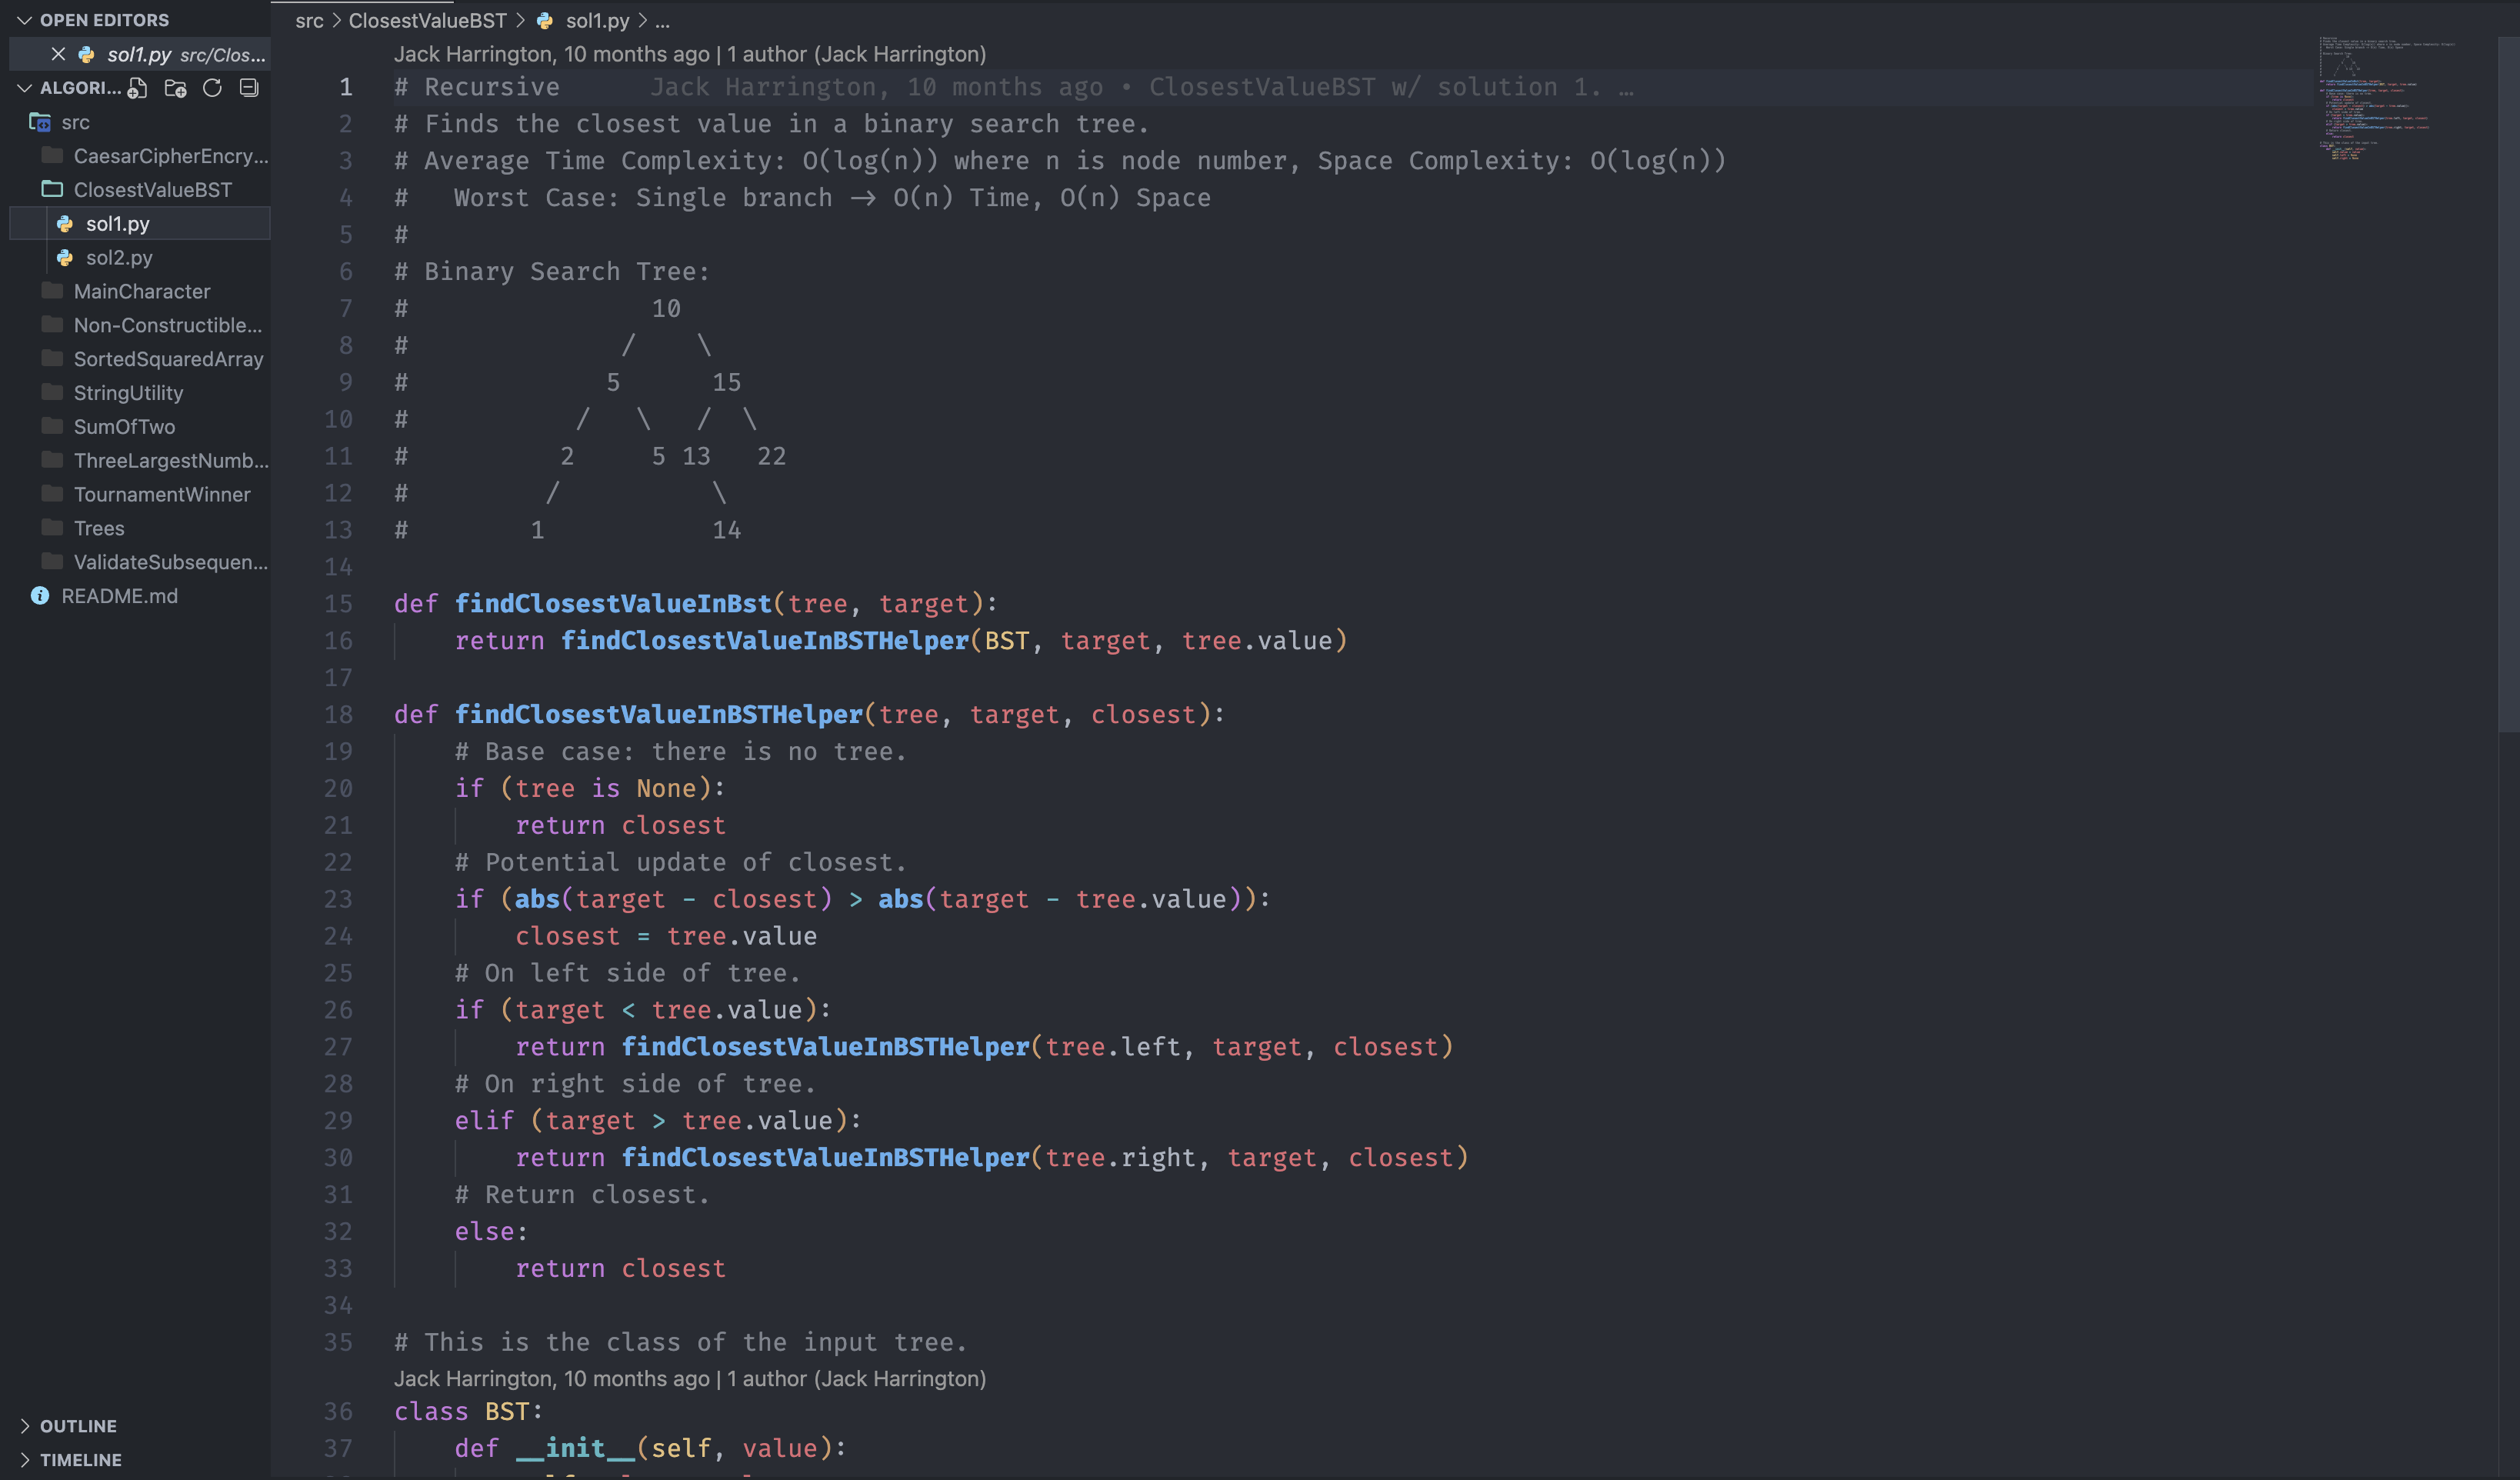 OPEN EDITORS
sol1.py src/Clos...
ALGORI...
src
CaesarCipherEncry...
ClosestValueBST
sol1.py
sol2.py
MainCharacter
Non-Constructible...
SortedSquaredArray
StringUtility
SumOfTwo
ThreeLargestNumb...
TournamentWinner
Trees
ValidateSubsequen...
README.md
OUTLINE
TIMELINE
src > ClosestValueBST > sol1.py > ...
Jack Harrington, 10 months ago | 1 author (Jack Harrington)
1 # Recursive Jack Harrington, 10 months ago • ClosestValueBST w/ solution 1. …
2 # Finds the closest value in a binary search tree.
3 # Average Time Complexity: O(log(n)) where n is node number, Space Complexity: O(log(n))
4 #   Worst Case: Single branch → O(n) Time, O(n) Space
5 #
6 # Binary Search Tree:
7 #                10
8 #              /    \
9 #             5      15
10 #           /   \  /  \
11 #          2     5 13   22
12 #         /          \
13 #        1           14
14
15 def findClosestValueInBst(tree, target):
16     return findClosestValueInBSTHelper(BST, target, tree.value)
17
18 def findClosestValueInBSTHelper(tree, target, closest):
19     # Base case: there is no tree.
20     if (tree is None):
21         return closest
22     # Potential update of closest.
23     if (abs(target - closest) > abs(target - tree.value)):
24         closest = tree.value
25     # On left side of tree.
26     if (target < tree.value):
27         return findClosestValueInBSTHelper(tree.left, target, closest)
28     # On right side of tree.
29     elif (target > tree.value):
30         return findClosestValueInBSTHelper(tree.right, target, closest)
31     # Return closest.
32     else:
33         return closest
34
35 # This is the class of the input tree.
Jack Harrington, 10 months ago | 1 author (Jack Harrington)
36 class BST:
37     def __init__(self, value):